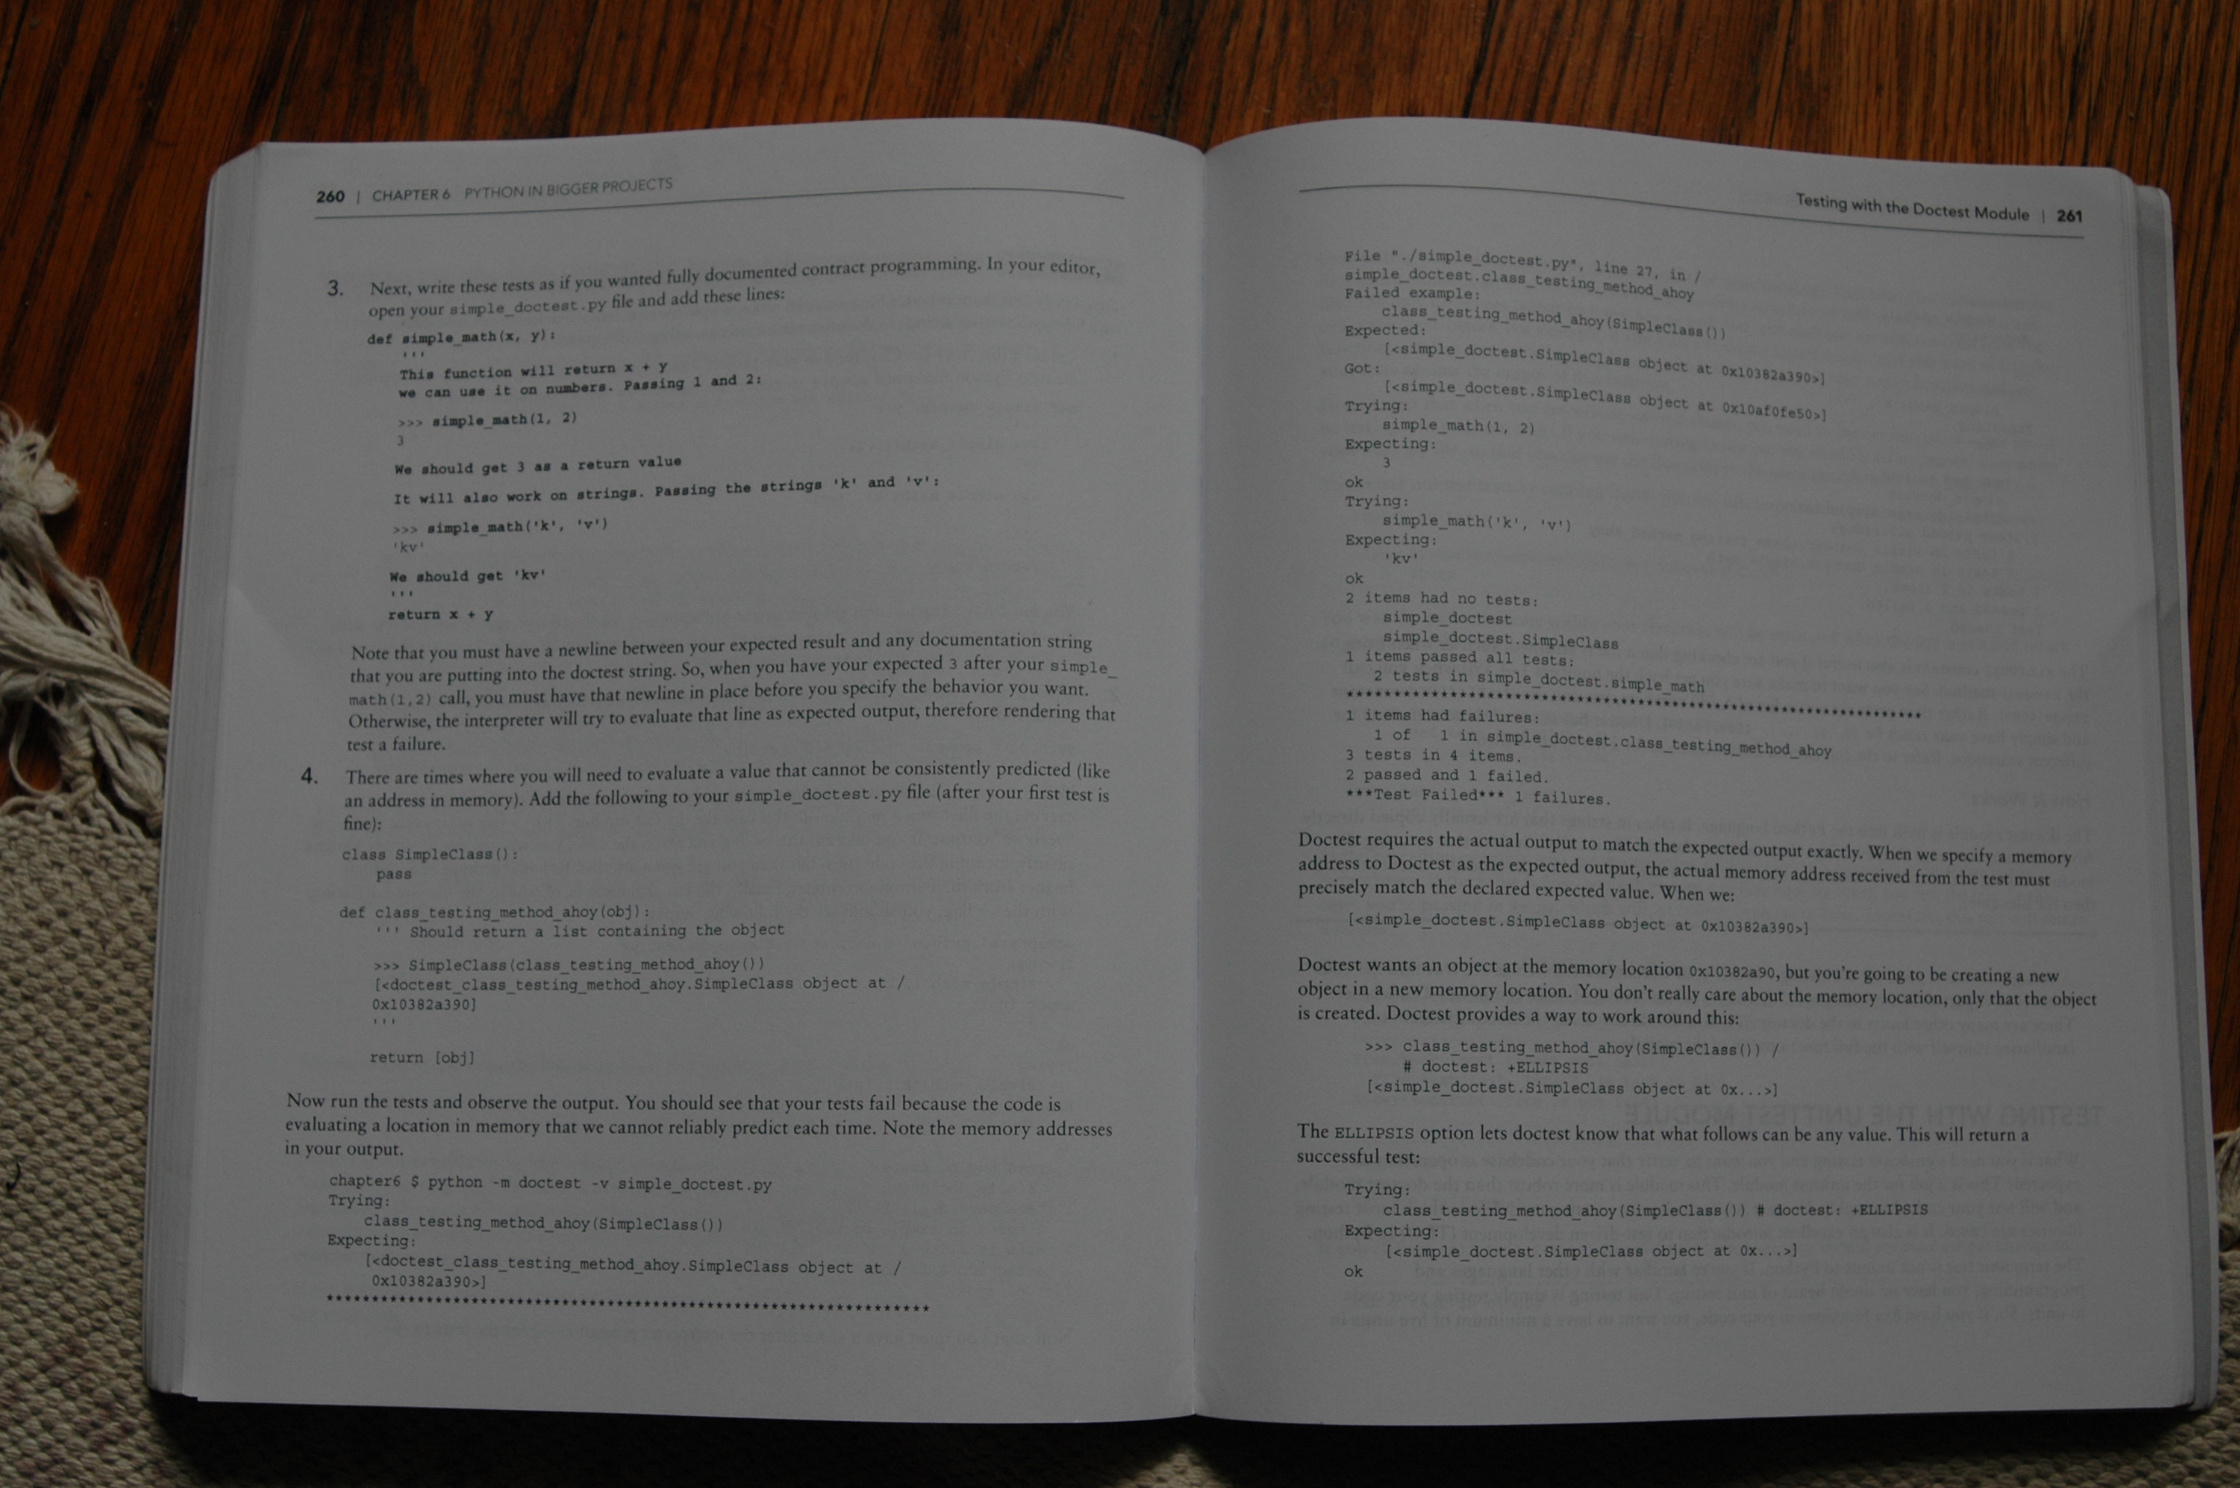 260 | CHAPTER 6 PYTHON IN BIGGER PROJECTS
3. Next, write these tests as if you wanted fully documented contract programming. In your editor,
open your simple_doctest.py file and add these lines:
def simple_math(x, y):
'''
This function will return x + y
we can use it on numbers. Passing 1 and 2:
>>> simple_math(1, 2)
3
We should get 3 as a return value
It will also work on strings. Passing the strings 'k' and 'v':
>>> simple_math('k', 'v')
'kv'
We should get 'kv'
'''
return x + y
Note that you must have a newline between your expected result and any documentation string
that you are putting into the doctest string. So, when you have your expected 3 after your simple_
math(1,2) call, you must have that newline in place before you specify the behavior you want.
Otherwise, the interpreter will try to evaluate that line as expected output, therefore rendering that
test a failure.
4. There are times where you will need to evaluate a value that cannot be consistently predicted (like
an address in memory). Add the following to your simple_doctest.py file (after your first test is
fine):
class SimpleClass():
pass
def class_testing_method_ahoy(obj):
''' Should return a list containing the object
>>> SimpleClass(class_testing_method_ahoy())
[<doctest_class_testing_method_ahoy.SimpleClass object at /
0x10382a390]
'''
return [obj]
Now run the tests and observe the output. You should see that your tests fail because the code is
evaluating a location in memory that we cannot reliably predict each time. Note the memory addresses
in your output.
chapter6 $ python -m doctest -v simple_doctest.py
Trying:
class_testing_method_ahoy(SimpleClass())
Expecting:
[<doctest_class_testing_method_ahoy.SimpleClass object at /
0x10382a390>]
**********************************************************************
Testing with the Doctest Module | 261
File "./simple_doctest.py", line 27, in /
simple_doctest.class_testing_method_ahoy
Failed example:
class_testing_method_ahoy(SimpleClass())
Expected:
[<simple_doctest.SimpleClass object at 0x10382a390>]
Got:
[<simple_doctest.SimpleClass object at 0x10af0fe50>]
Trying:
simple_math(1, 2)
Expecting:
3
ok
Trying:
simple_math('k', 'v')
Expecting:
'kv'
ok
2 items had no tests:
simple_doctest
simple_doctest.SimpleClass
1 items passed all tests:
2 tests in simple_doctest.simple_math
**********************************************************************
1 items had failures:
1 of 1 in simple_doctest.class_testing_method_ahoy
3 tests in 4 items.
2 passed and 1 failed.
***Test Failed*** 1 failures.
Doctest requires the actual output to match the expected output exactly. When we specify a memory
address to Doctest as the expected output, the actual memory address received from the test must
precisely match the declared expected value. When we:
[<simple_doctest.SimpleClass object at 0x10382a390>]
Doctest wants an object at the memory location 0x10382a90, but you're going to be creating a new
object in a new memory location. You don't really care about the memory location, only that the object
is created. Doctest provides a way to work around this:
>>> class_testing_method_ahoy(SimpleClass()) /
# doctest: +ELLIPSIS
[<simple_doctest.SimpleClass object at 0x...>]
The ELLIPSIS option lets doctest know that what follows can be any value. This will return a
successful test:
Trying:
class_testing_method_ahoy(SimpleClass()) # doctest: +ELLIPSIS
Expecting:
[<simple_doctest.SimpleClass object at 0x...>]
ok